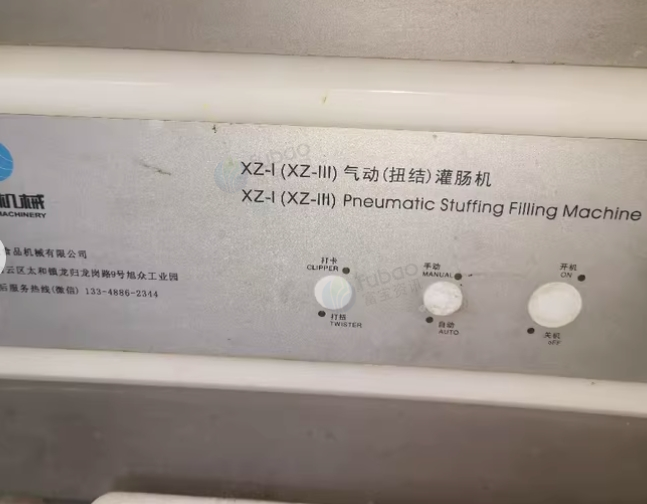 XZ-I (XZ-III) 气动(扭结)灌肠机
XZ-I (XZ-III) Pneumatic Stuffing Filling Machine
机械
MACHINERY
食品机械有限公司
云区太和镇龙归龙岗路9号旭众工业园
后服务热线(微信) 133-4886-2344
打卡
CLIPPER
打结
TWISTER
手动
MANUAL
自动
AUTO
开机
ON
关机
OFF
fubao
fubao